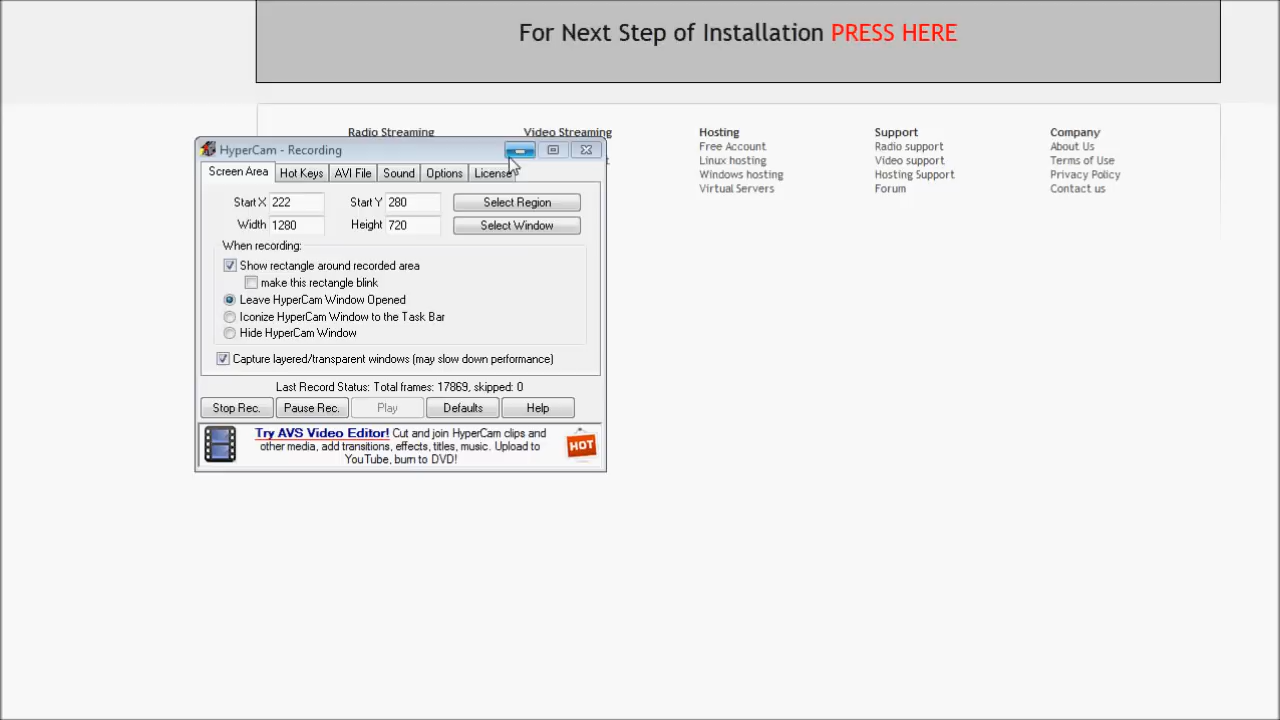 For Next Step of Installation PRESS HERE
Radio Streaming
Video Streaming
Hosting
Free Account
Linux hosting
Windows hosting
Virtual Servers
Support
Radio support
Video support
Hosting Support
Forum
Company
About Us
Terms of Use
Privacy Policy
Contact us
HyperCam - Recording
Screen Area Hot Keys AVI File Sound Options License
Start X 222 Start Y 280 Select Region
Width 1280 Height 720 Select Window
When recording:
Show rectangle around recorded area
make this rectangle blink
Leave HyperCam Window Opened
Iconize HyperCam Window to the Task Bar
Hide HyperCam Window
Capture layered/transparent windows (may slow down performance)
Last Record Status: Total frames: 17869, skipped: 0
Stop Rec. Pause Rec. Play Defaults Help
Try AVS Video Editor! Cut and join HyperCam clips and
other media, add transitions, effects, titles, music. Upload to
YouTube, burn to DVD!
HOT